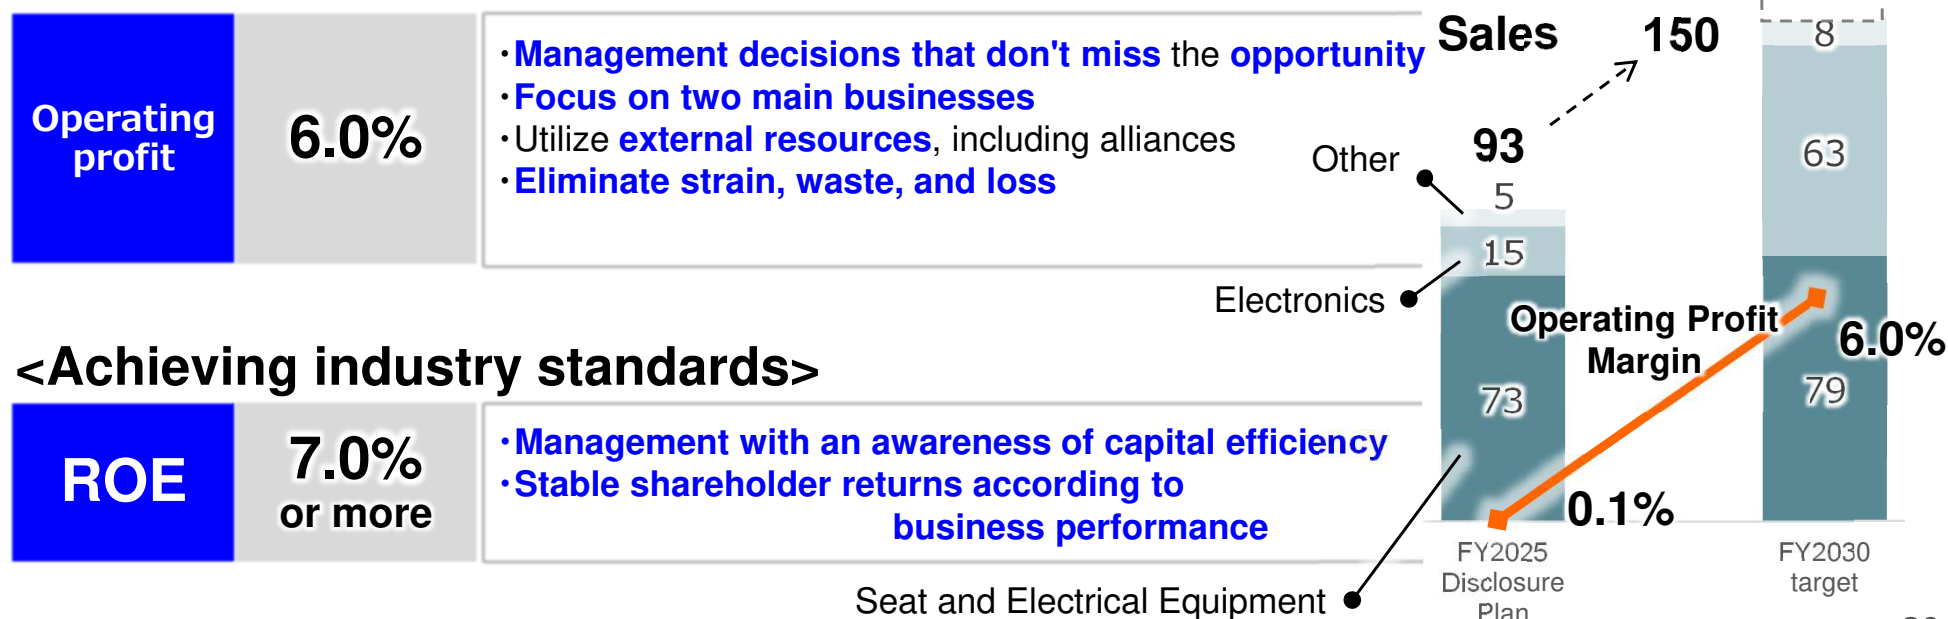 Operating
profit
6.0%
・Management decisions that don't miss the opportunity
・Focus on two main businesses
・Utilize external resources, including alliances
・Eliminate strain, waste, and loss
<Achieving industry standards>
ROE
7.0%
or more
・Management with an awareness of capital efficiency
・Stable shareholder returns according to
business performance
Sales
150
93
Other
5
8
15
63
Electronics
Operating Profit
Margin
6.0%
73
79
0.1%
Seat and Electrical Equipment
FY2025
Disclosure
Plan
FY2030
target